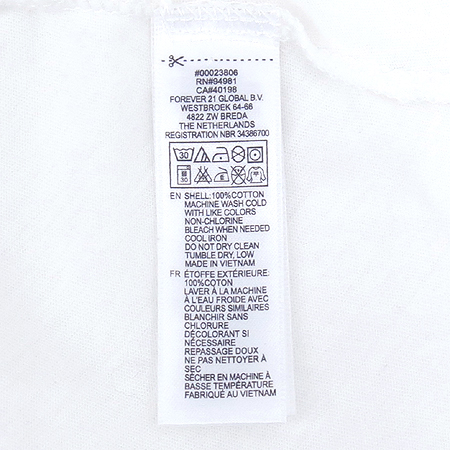 #00023806
RN#94981
CA#40198
FOREVER 21 GLOBAL B.V.
WESTBROEK 64-66
4822 ZW BREDA
THE NETHERLANDS
REGISTRATION NBR 34386700
30
30
EN SHELL:100%COTTON
MACHINE WASH COLD
WITH LIKE COLORS
NON-CHLORINE
BLEACH WHEN NEEDED
COOL IRON
DO NOT DRY CLEAN
TUMBLE DRY, LOW
MADE IN VIETNAM
FR ÉTOFFE EXTÉRIEURE:
100%COTON
LAVER À LA MACHINE
À L'EAU FROIDE AVEC
COULEURS SIMILAIRES
BLANCHIR SANS
CHLORURE
DÉCOLORANT SI
NÉCESSAIRE
REPASSAGE DOUX
NE PAS NETTOYER À
SEC
SÉCHER EN MACHINE À
BASSE TEMPÉRATURE
FABRIQUÉ AU VIETNAM